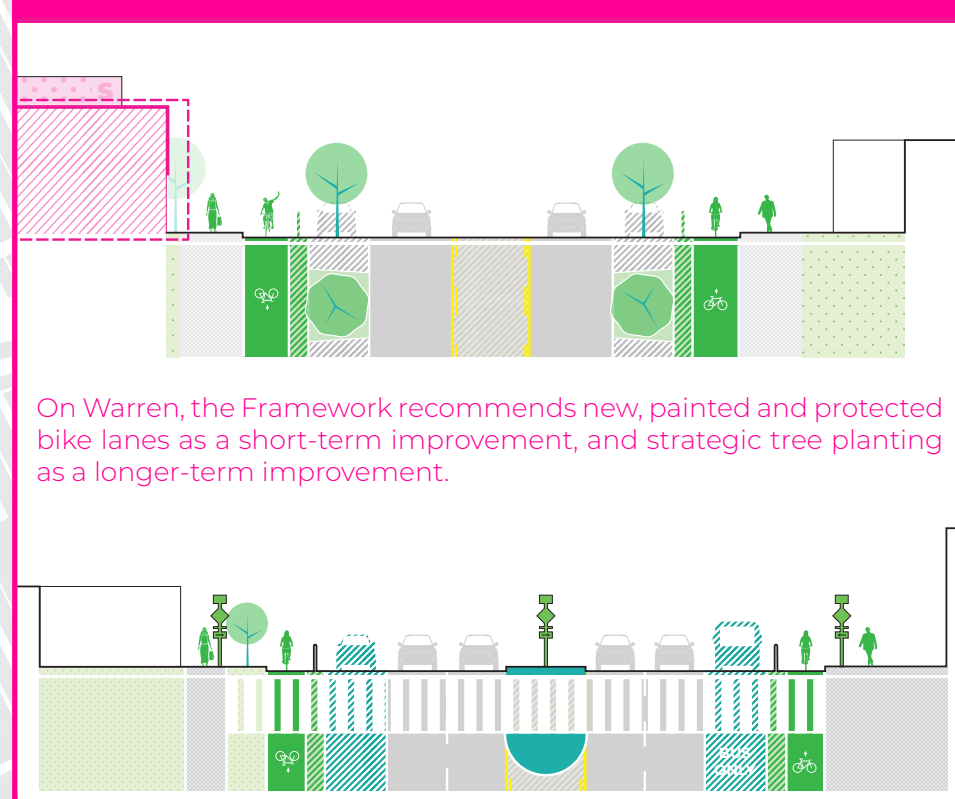 S
On Warren, the Framework recommends new, painted and protected
bike lanes as a short-term improvement, and strategic tree planting
as a longer-term improvement.
BUS
ONLY